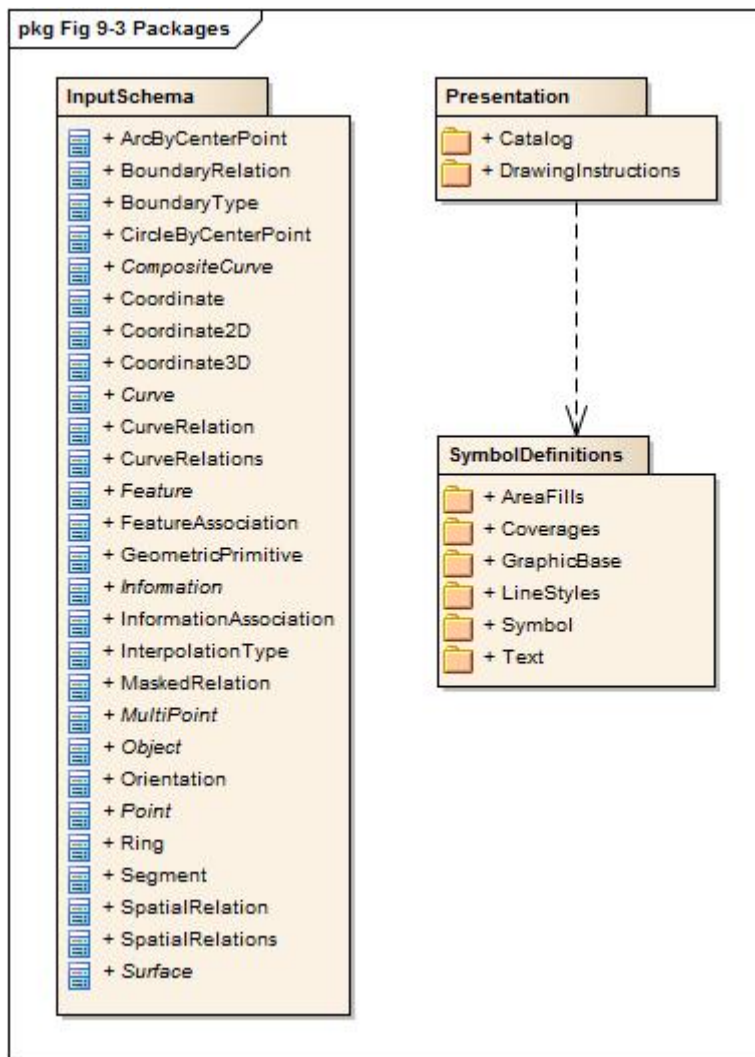 pkg Fig 9-3 Packages
InputSchema
+ ArcByCenterPoint
+ BoundaryRelation
+ BoundaryType
+ CircleByCenterPoint
+ CompositeCurve
+ Coordinate
+ Coordinate2D
+ Coordinate3D
+ Curve
+ CurveRelation
+ CurveRelations
+ Feature
+ FeatureAssociation
+ GeometricPrimitive
+ Information
+ InformationAssociation
+ InterpolationType
+ MaskedRelation
+ MultiPoint
+ Object
+ Orientation
+ Point
+ Ring
+ Segment
+ SpatialRelation
+ SpatialRelations
+ Surface
Presentation
+ Catalog
+ DrawingInstructions
SymbolDefinitions
+ AreaFills
+ Coverages
+ GraphicBase
+ LineStyles
+ Symbol
+ Text